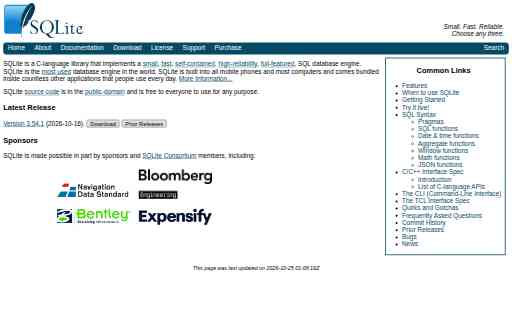 SQLite
Small. Fast. Reliable.
Choose any three.
Home About Documentation Download License Support Purchase Search
SQLite is a C-language library that implements a small, fast, self-contained, high-reliability, full-featured, SQL database engine.
SQLite is the most used database engine in the world. SQLite is built into all mobile phones and most computers and comes bundled
inside countless other applications that people use every day. More Information...
SQLite source code is in the public-domain and is free to everyone to use for any purpose.
Latest Release
Version 3.54.1 (2026-10-16). Download Prior Releases
Sponsors
SQLite is made possible in part by sponsors and SQLite Consortium members, including:
Navigation
Data Standard
Bloomberg
Engineering
Bentley
Expensify
Common Links
Features
When to use SQLite
Getting Started
Try it live!
SQL Syntax
Pragmas
SQL functions
Date & time functions
Aggregate functions
Window functions
Math functions
JSON functions
C/C++ Interface Spec
Introduction
List of C-language APIs
The CLI (Command-Line Interface)
The TCL Interface Spec
Quirks and Gotchas
Frequently Asked Questions
Commit History
Prior Releases
Bugs
News
This page was last updated on 2026-10-25 01:09:16Z